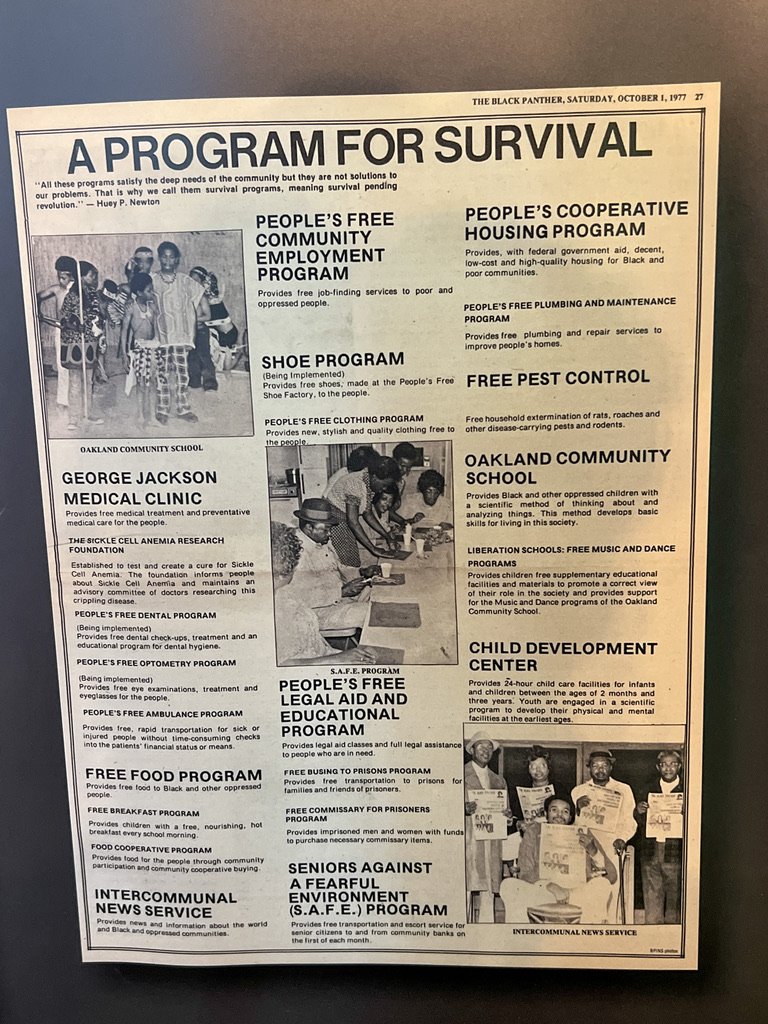 THE BLACK PANTHER, SATURDAY, OCTOBER 1, 1977 27
A PROGRAM FOR SURVIVAL
"All these programs satisfy the deep needs of the community but they are not solutions to
our problems. That is why we call them survival programs, meaning survival pending
revolution." — Huey P. Newton
OAKLAND COMMUNITY SCHOOL
GEORGE JACKSON
MEDICAL CLINIC
Provides free medical treatment and preventative
medical care for the people.
THE SICKLE CELL ANEMIA RESEARCH
FOUNDATION
Established to test and create a cure for Sickle
Cell Anemia. The foundation informs people
about Sickle Cell Anemia and maintains an
advisory committee of doctors researching this
crippling disease.
PEOPLE'S FREE DENTAL PROGRAM
(Being implemented)
Provides free dental check-ups, treatment and an
educational program for dental hygiene.
PEOPLE'S FREE OPTOMETRY PROGRAM
(Being implemented)
Provides free eye examinations, treatment and
eyeglasses for the people.
PEOPLE'S FREE AMBULANCE PROGRAM
Provides free, rapid transportation for sick or
injured people without time-consuming checks
into the patients' financial status or means.
FREE FOOD PROGRAM
Provides free food to Black and other oppressed
people.
FREE BREAKFAST PROGRAM
Provides children with a free, nourishing, hot
breakfast every school morning.
FOOD COOPERATIVE PROGRAM
Provides food for the people through community
participation and community cooperative buying.
INTERCOMMUNAL
NEWS SERVICE
Provides news and information about the world
and Black and oppressed communities.
PEOPLE'S FREE
COMMUNITY
EMPLOYMENT
PROGRAM
Provides free job-finding services to poor and
oppressed people.
SHOE PROGRAM
(Being Implemented)
Provides free shoes, made at the People's Free
Shoe Factory, to the people.
PEOPLE'S FREE CLOTHING PROGRAM
Provides new, stylish and quality clothing free to
the people.
S.A.F.E. PROGRAM
PEOPLE'S FREE
LEGAL AID AND
EDUCATIONAL
PROGRAM
Provides legal aid classes and full legal assistance
to people who are in need.
FREE BUSING TO PRISONS PROGRAM
Provides free transportation to prisons for
families and friends of prisoners.
FREE COMMISSARY FOR PRISONERS
PROGRAM
Provides imprisoned men and women with funds
to purchase necessary commissary items.
SENIORS AGAINST
A FEARFUL
ENVIRONMENT
(S.A.F.E.) PROGRAM
Provides free transportation and escort service for
senior citizens to and from community banks on
the first of each month.
PEOPLE'S COOPERATIVE
HOUSING PROGRAM
Provides, with federal government aid, decent,
low-cost and high-quality housing for Black and
poor communities.
PEOPLE'S FREE PLUMBING AND MAINTENANCE
PROGRAM
Provides free plumbing and repair services to
improve people's homes.
FREE PEST CONTROL
Free household extermination of rats, roaches and
other disease-carrying pests and rodents.
OAKLAND COMMUNITY
SCHOOL
Provides Black and other oppressed children with
a scientific method of thinking about and
analyzing things. This method develops basic
skills for living in this society.
LIBERATION SCHOOLS: FREE MUSIC AND DANCE
PROGRAMS
Provides children free supplementary educational
facilities and materials to promote a correct view
of their role in the society and provides support
for the Music and Dance programs of the Oakland
Community School.
CHILD DEVELOPMENT
CENTER
Provides 24-hour child care facilities for infants
and children between the ages of 2 months and
three years. Youth are engaged in a scientific
program to develop their physical and mental
facilities at the earliest ages.
INTERCOMMUNAL NEWS SERVICE
BPINS photos